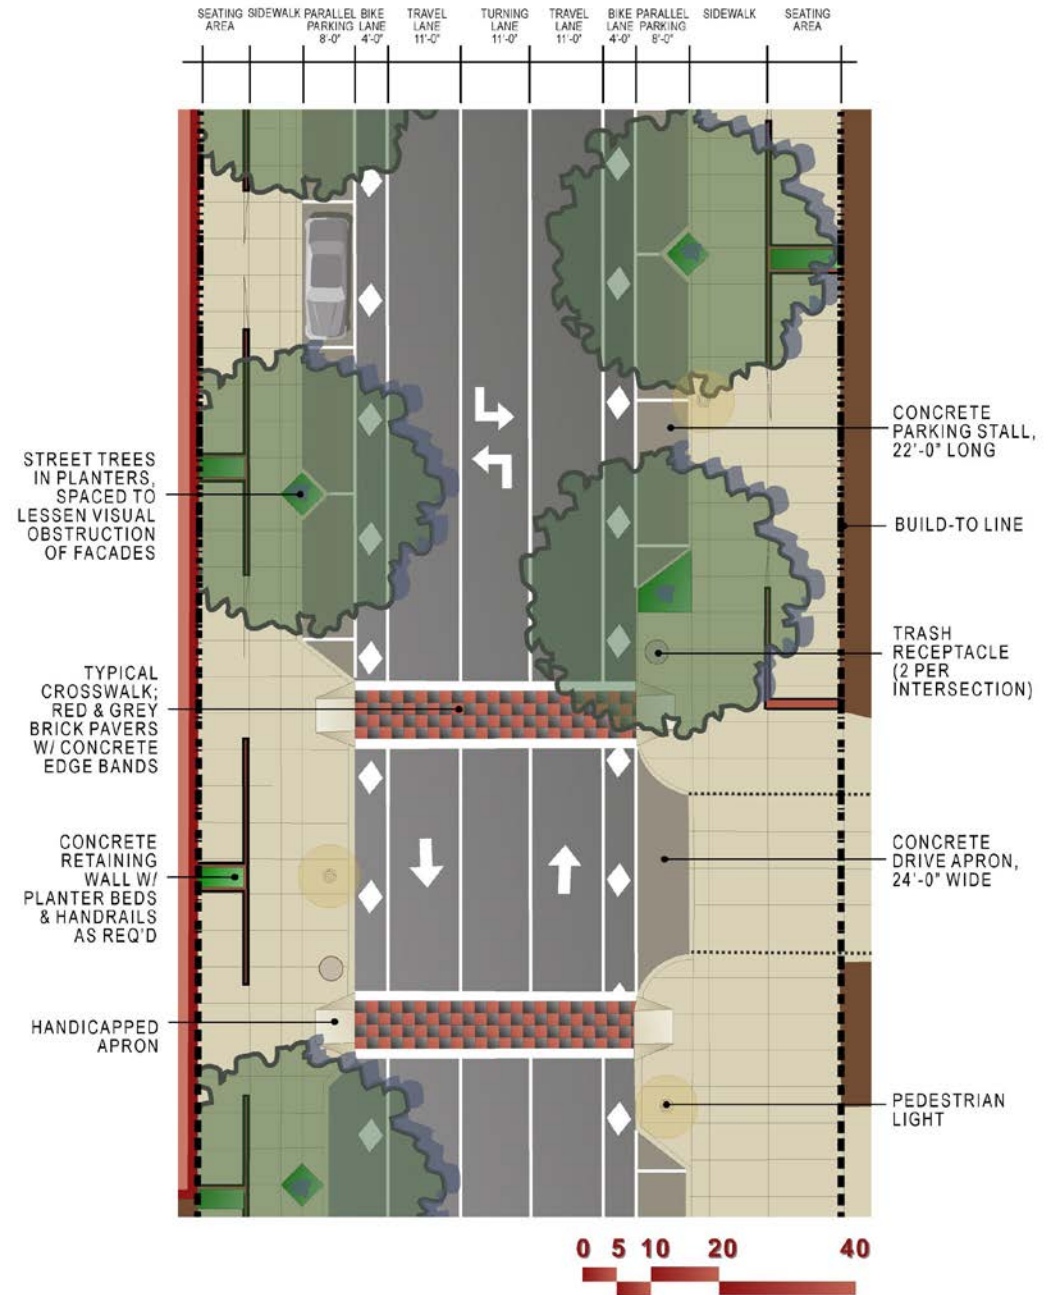 SEATING
AREA
SIDEWALK
PARALLEL
PARKING
8'-0"
BIKE
LANE
4'-0"
TRAVEL
LANE
11'-0"
TURNING
LANE
11'-0"
TRAVEL
LANE
11'-0"
BIKE
LANE
4'-0"
PARALLEL
PARKING
8'-0"
SIDEWALK
SEATING
AREA
STREET TREES
IN PLANTERS,
SPACED TO
LESSEN VISUAL
OBSTRUCTION
OF FACADES
TYPICAL
CROSSWALK;
RED & GREY
BRICK PAVERS
W/ CONCRETE
EDGE BANDS
CONCRETE
RETAINING
WALL W/
PLANTER BEDS
& HANDRAILS
AS REQ'D
HANDICAPPED
APRON
CONCRETE
PARKING STALL,
22'-0" LONG
BUILD-TO LINE
TRASH
RECEPTACLE
(2 PER
INTERSECTION)
CONCRETE
DRIVE APRON,
24'-0" WIDE
PEDESTRIAN
LIGHT
0 5 10 20 40